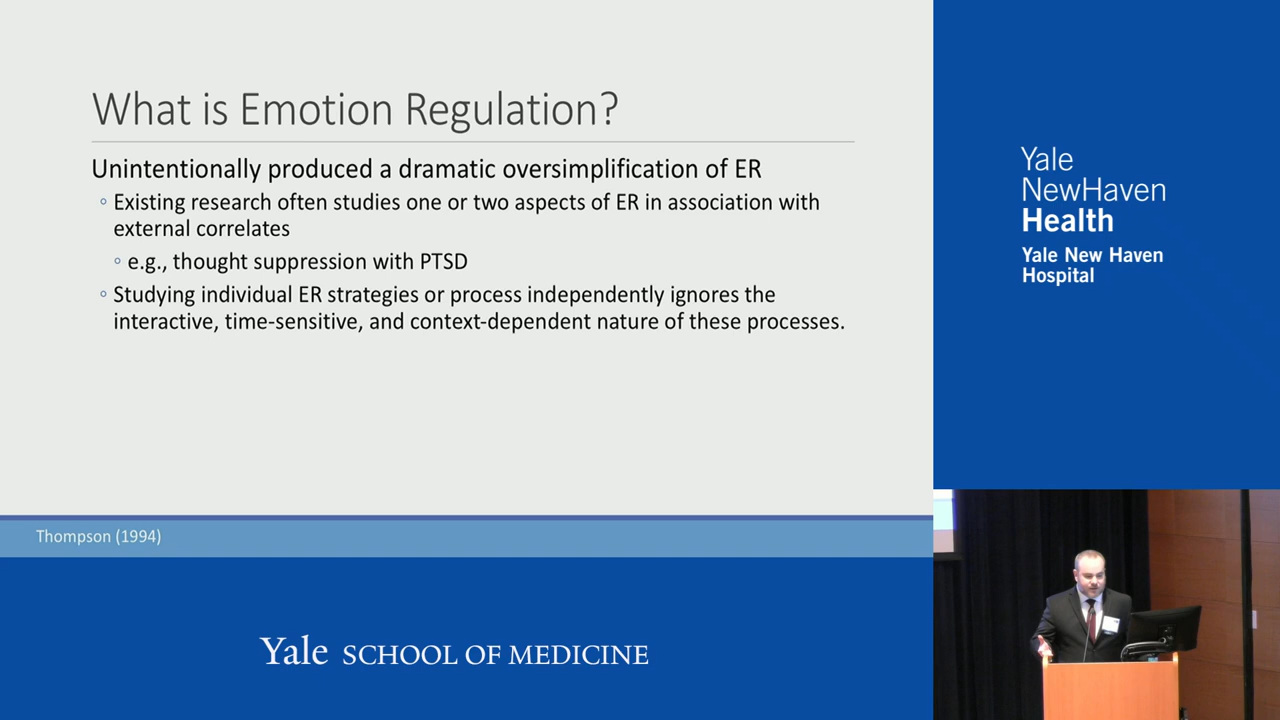 What is Emotion Regulation?
Unintentionally produced a dramatic oversimplification of ER
◦ Existing research often studies one or two aspects of ER in association with
external correlates
◦ e.g., thought suppression with PTSD
◦ Studying individual ER strategies or process independently ignores the
interactive, time-sensitive, and context-dependent nature of these processes.
Thompson (1994)
Yale SCHOOL OF MEDICINE
Yale
NewHaven
Health
Yale New Haven
Hospital